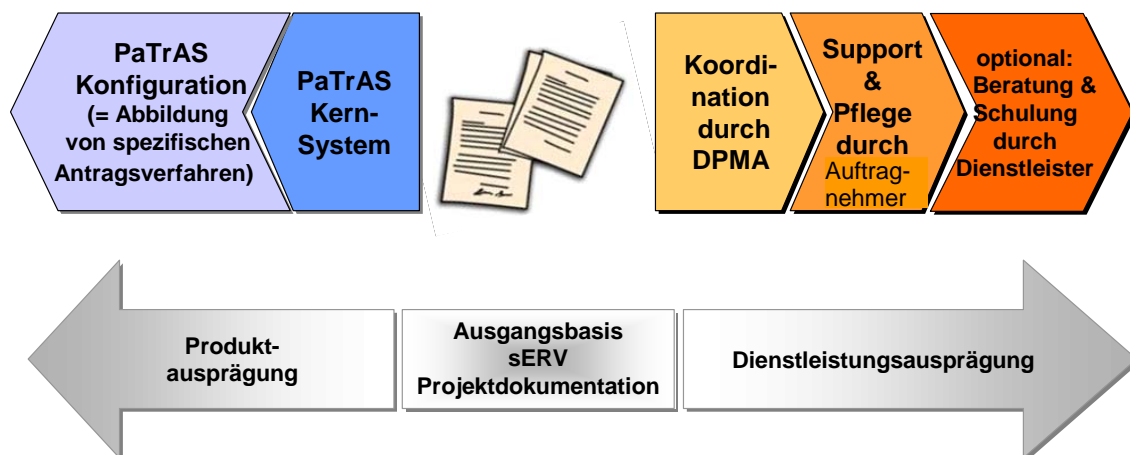 PaTrAS
Konfiguration
(= Abbildung
von spezifischen
Antragsverfahren)
PaTrAS
Kern-
System
Koordi-
nation
durch
DPMA
Support
&
Pflege
durch
Auftrag-
nehmer
optional:
Beratung &
Schulung
durch
Dienstleister
Produkt-
ausprägung
Ausgangsbasis
sERV
Projektdokumentation
Dienstleistungsausprägung